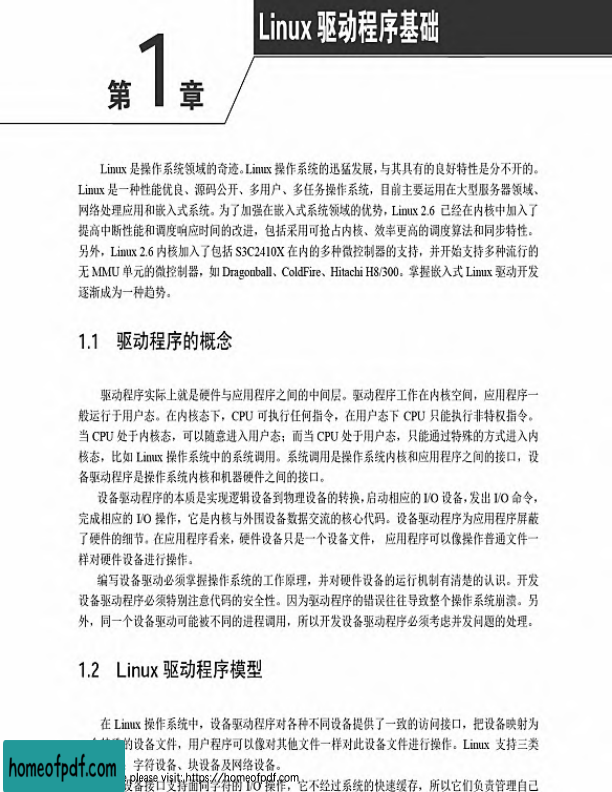 第1章
Linux 驱动程序基础
Linux 是操作系统领域的奇迹。Linux 操作系统的迅猛发展，与其具有的良好特性是分不开的。
Linux 是一种性能优良、源码公开、多用户、多任务操作系统，目前主要运用在大型服务器领域、
网络处理应用和嵌入式系统。为了加强在嵌入式系统领域的优势，Linux 2.6 已经在内核中加入了
提高中断性能和调度响应时间的改进，包括采用可抢占内核、效率更高的调度算法和同步特性。
另外，Linux 2.6 内核加入了包括 S3C2410X 在内的多种微控制器的支持，并开始支持多种流行的
无 MMU 单元的微控制器，如 Dragonball、ColdFire、Hitachi H8/300。掌握嵌入式 Linux 驱动开发
逐渐成为一种趋势。
1.1 驱动程序的概念
驱动程序实际上就是硬件与应用程序之间的中间层。驱动程序工作在内核空间，应用程序一
般运行于用户态。在内核态下，CPU 可执行任何指令，在用户态下 CPU 只能执行非特权指令。
当 CPU 处于内核态，可以随意进入用户态；而当 CPU 处于用户态，只能通过特殊的方式进入内
核态，比如 Linux 操作系统中的系统调用。系统调用是操作系统内核和应用程序之间的接口，设
备驱动程序是操作系统内核和机器硬件之间的接口。
设备驱动程序的本质是实现逻辑设备到物理设备的转换，启动相应的 I/O 设备，发出 I/O 命令，
完成相应的 I/O 操作，它是内核与外围设备数据交流的核心代码。设备驱动程序为应用程序屏蔽
了硬件的细节。在应用程序看来，硬件设备只是一个设备文件， 应用程序可以像操作普通文件一
样对硬件设备进行操作。
编写设备驱动必须掌握操作系统的工作原理，并对硬件设备的运行机制有清楚的认识。开发
设备驱动程序必须特别注意代码的安全性。因为驱动程序的错误往往导致整个操作系统崩溃。另
外，同一个设备驱动可能被不同的进程调用，所以开发设备驱动程序必须考虑并发问题的处理。
1.2 Linux 驱动程序模型
在 Linux 操作系统中，设备驱动程序对各种不同设备提供了一致的访问接口，把设备映射为
的设备文件，用户程序可以像对其他文件一样对此设备文件进行操作。Linux 支持三类
字符设备、块设备及网络设备。
homeofpdf.com
please visit: https://homeofpdf.com
设备接口支持面向字符的 I/O 操作，它不经过系统的快速缓存，所以它们负责管理自己